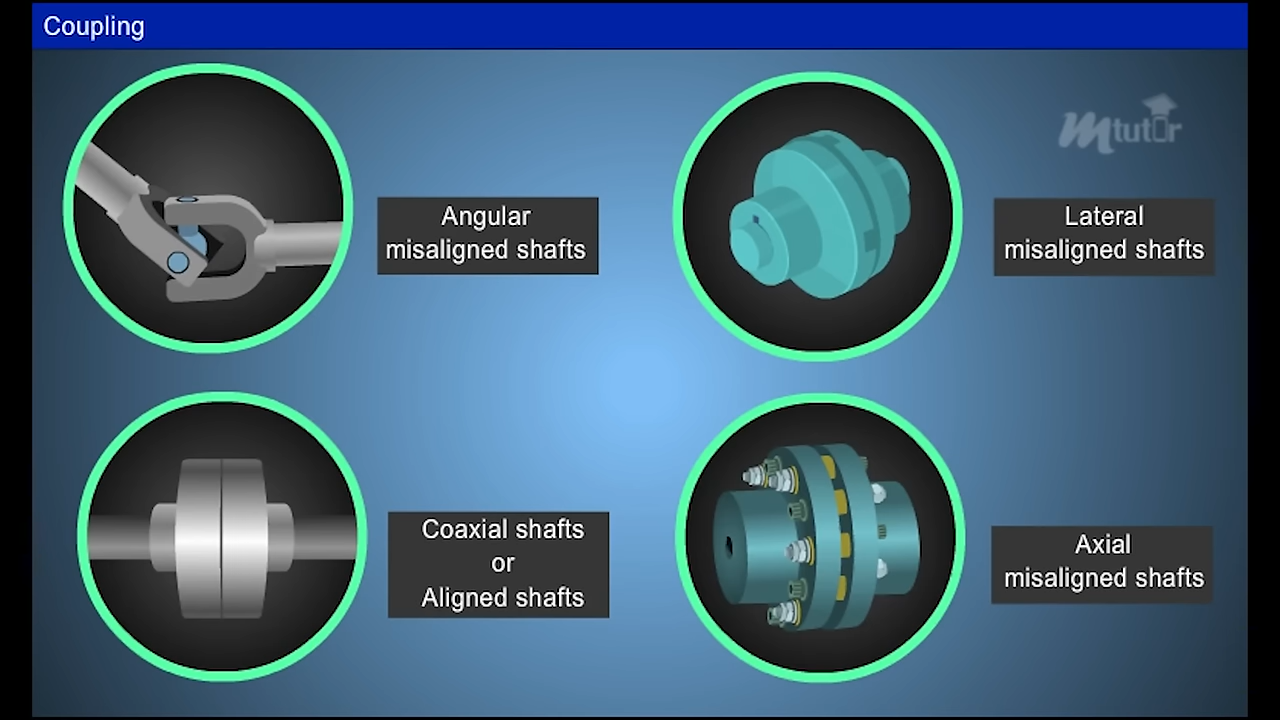 Coupling
mtutor
Angular
misaligned shafts
Lateral
misaligned shafts
Coaxial shafts
or
Aligned shafts
Axial
misaligned shafts